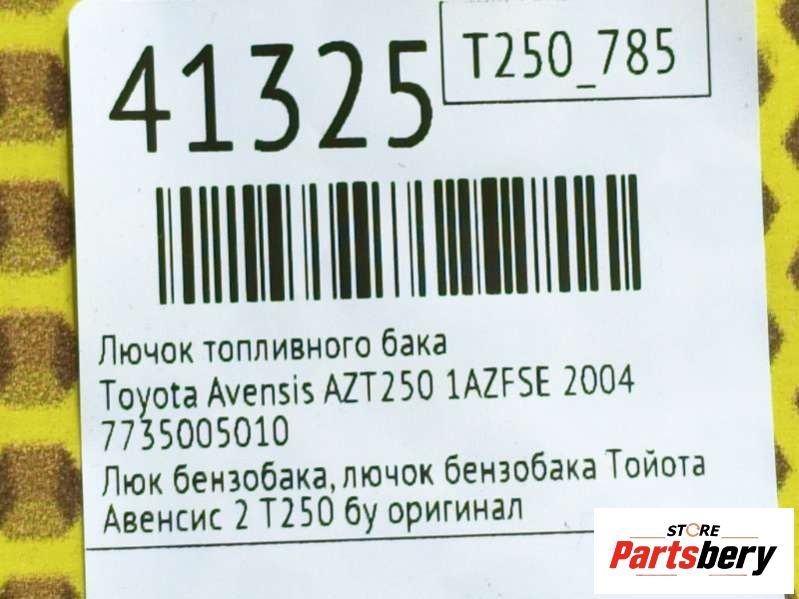 41325
T250_785
Лючок топливного бака
Toyota Avensis AZT250 1AZFSE 2004
7735005010
Люк бензобака, лючок бензобака Тойота
Авенсис 2 Т250 бу оригинал
STORE
Partsbery